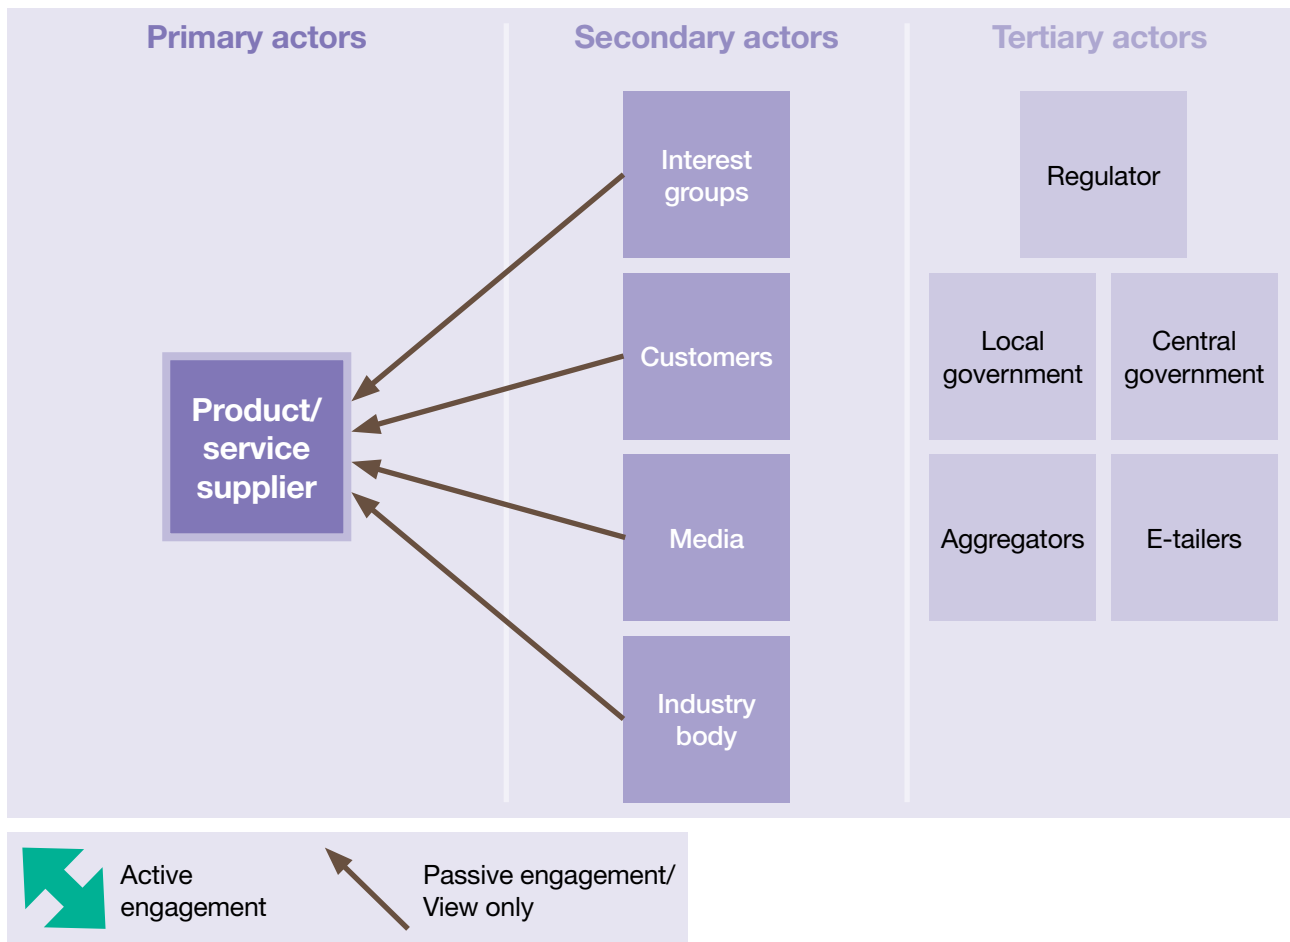 Primary actors
Secondary actors
Tertiary actors
Product/
service
supplier
Interest
groups
Customers
Media
Industry
body
Regulator
Local
government
Central
government
Aggregators
E-tailers
Active
engagement
Passive engagement/
View only